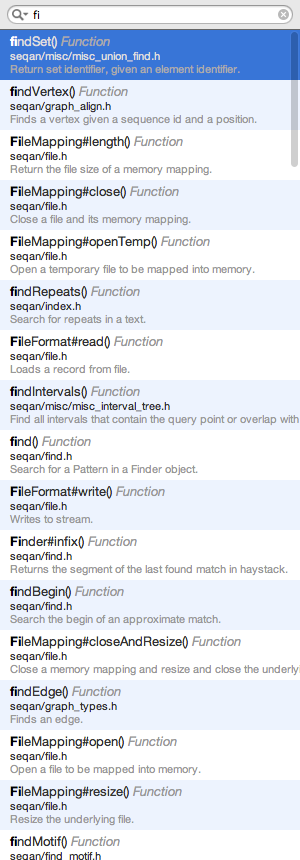 fi
findSet() Function
seqan/misc/misc_union_find.h
Return set identifier, given an element identifier.
findVertex() Function
seqan/graph_align.h
Finds a vertex given a sequence id and a position.
FileMapping#length() Function
seqan/file.h
Return the file size of a memory mapping.
FileMapping#close() Function
seqan/file.h
Close a file and its memory mapping.
FileMapping#openTemp() Function
seqan/file.h
Open a temporary file to be mapped into memory.
findRepeats() Function
seqan/index.h
Search for repeats in a text.
FileFormat#read() Function
seqan/file.h
Loads a record from file.
findIntervals() Function
seqan/misc/misc_interval_tree.h
Find all intervals that contain the query point or overlap with
find() Function
seqan/find.h
Search for a Pattern in a Finder object.
FileFormat#write() Function
seqan/file.h
Writes to stream.
Finder#infix() Function
seqan/find.h
Returns the segment of the last found match in haystack.
findBegin() Function
seqan/find.h
Search the begin of an approximate match.
FileMapping#closeAndResize() Function
seqan/file.h
Close a memory mapping and resize and close the underlyi
findEdge() Function
seqan/graph_types.h
Finds an edge.
FileMapping#open() Function
seqan/file.h
Open a file to be mapped into memory.
FileMapping#resize() Function
seqan/file.h
Resize the underlying file.
findMotif() Function
seqan/find_motif.h